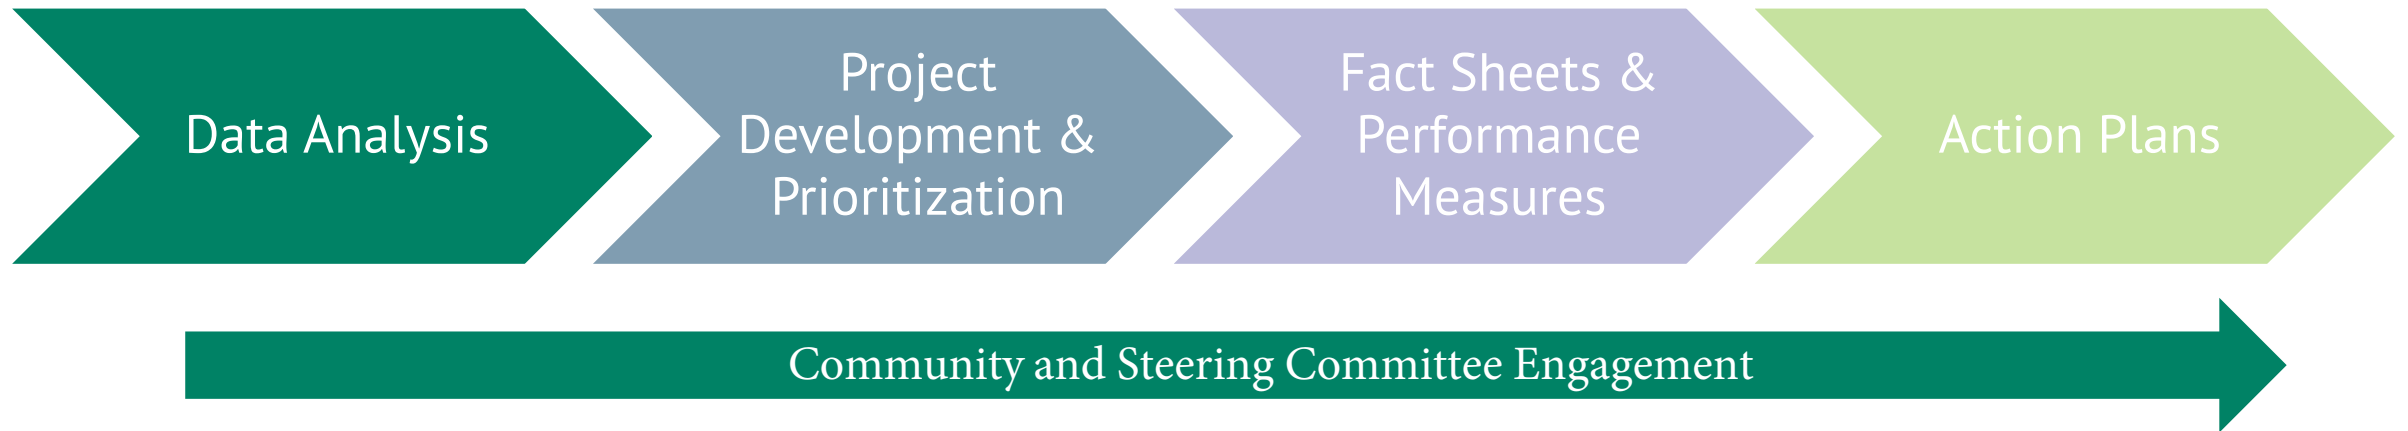 Data Analysis
Project
Development &
Prioritization
Fact Sheets &
Performance
Measures
Action Plans
Community and Steering Committee Engagement